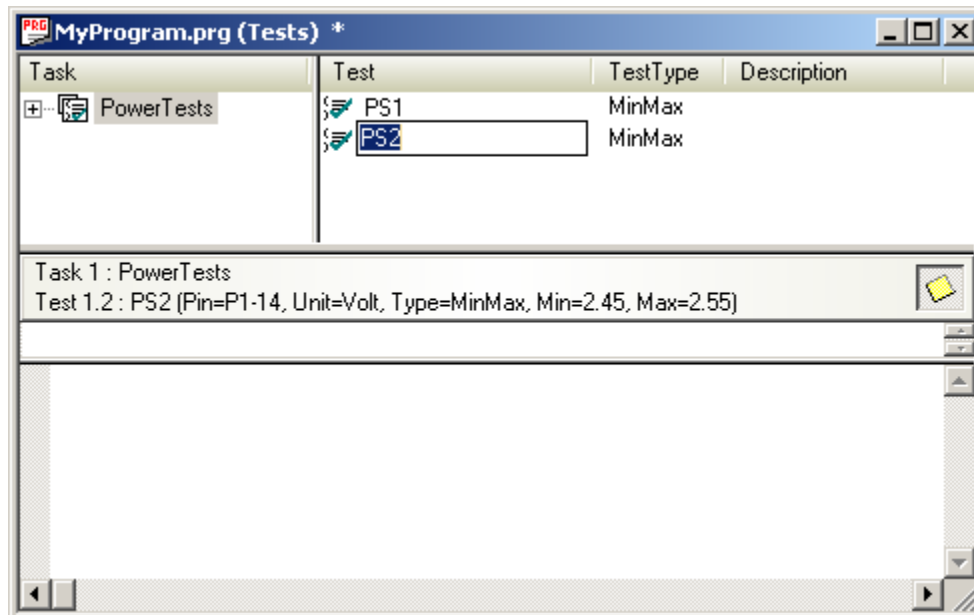 PRG MyProgram.prg (Tests) *
Task Test TestType Description
PowerTests PS1 MinMax
PS2 MinMax
Task 1 : PowerTests
Test 1.2 : PS2 (Pin=P1-14, Unit=Volt, Type=MinMax, Min=2.45, Max=2.55)